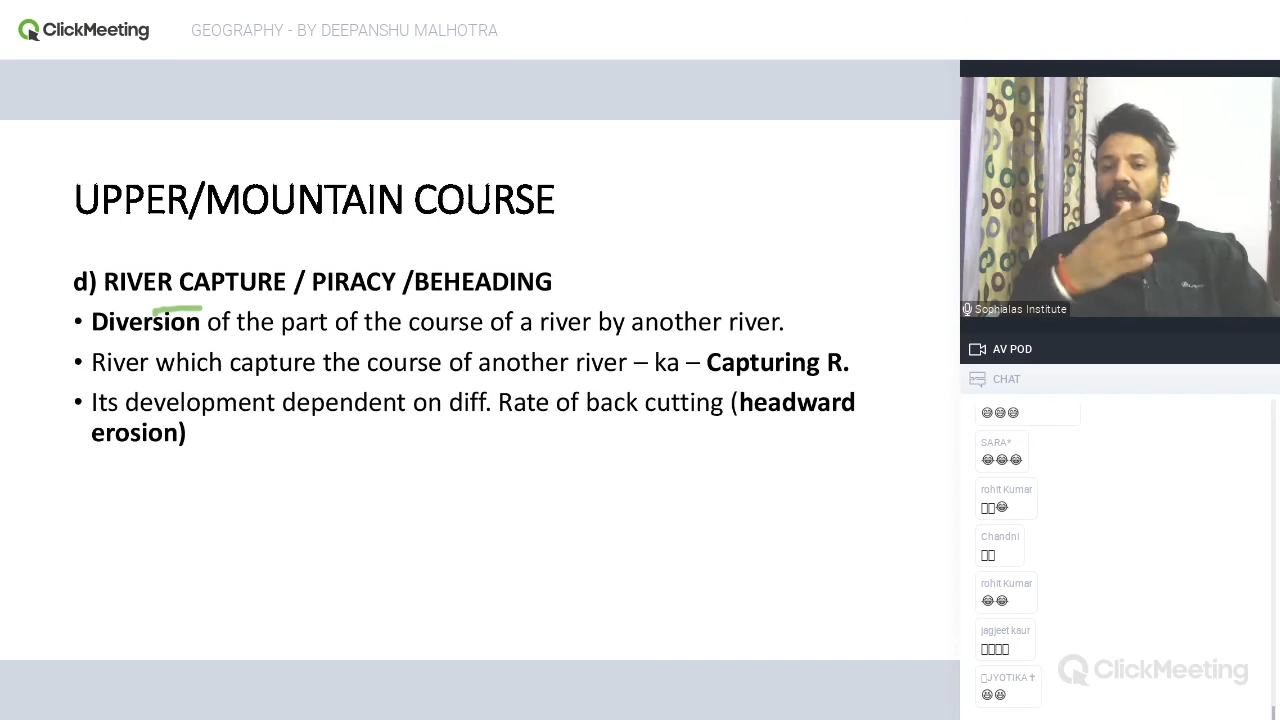 ClickMeeting
GEOGRAPHY - BY DEEPANSHU MALHOTRA
UPPER/MOUNTAIN COURSE
d) RIVER CAPTURE / PIRACY /BEHEADING
• Diversion of the part of the course of a river by another river.
• River which capture the course of another river – ka – Capturing R.
• Its development dependent on diff. Rate of back cutting (headward
erosion)
Sophialas Institute
AV POD
CHAT
😅😅😅
SARA*
😂😂😂
rohit Kumar
😂
Chandni
rohit Kumar
😂😂
jagjeet kaur
JYOTIKA✝
😆😆
ClickMeeting